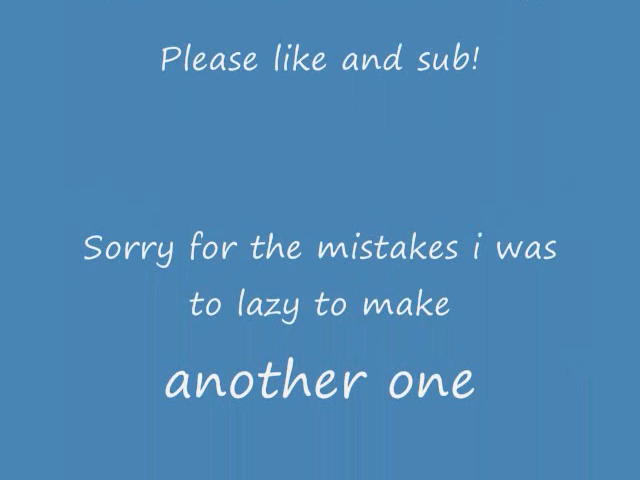 Please like and sub!
Sorry for the mistakes i was
to lazy to make
another one